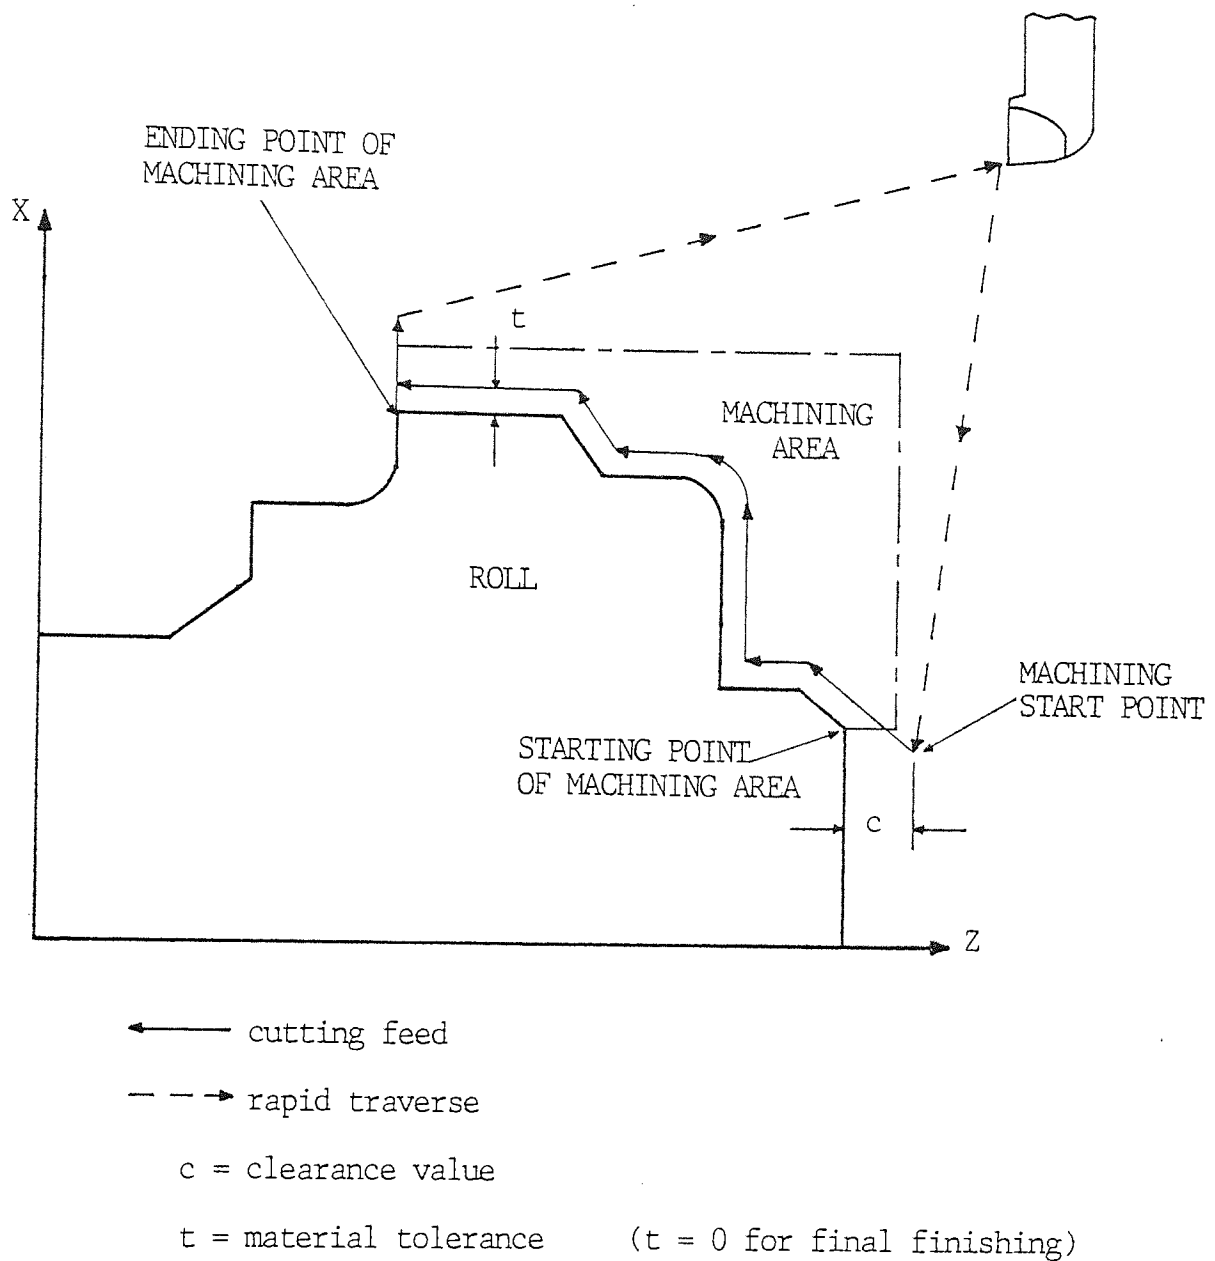 ENDING POINT OF
MACHINING AREA
X
t
MACHINING
AREA
ROLL
MACHINING
START POINT
STARTING POINT
OF MACHINING AREA
c
Z
cutting feed
rapid traverse
c = clearance value
t = material tolerance (t = 0 for final finishing)